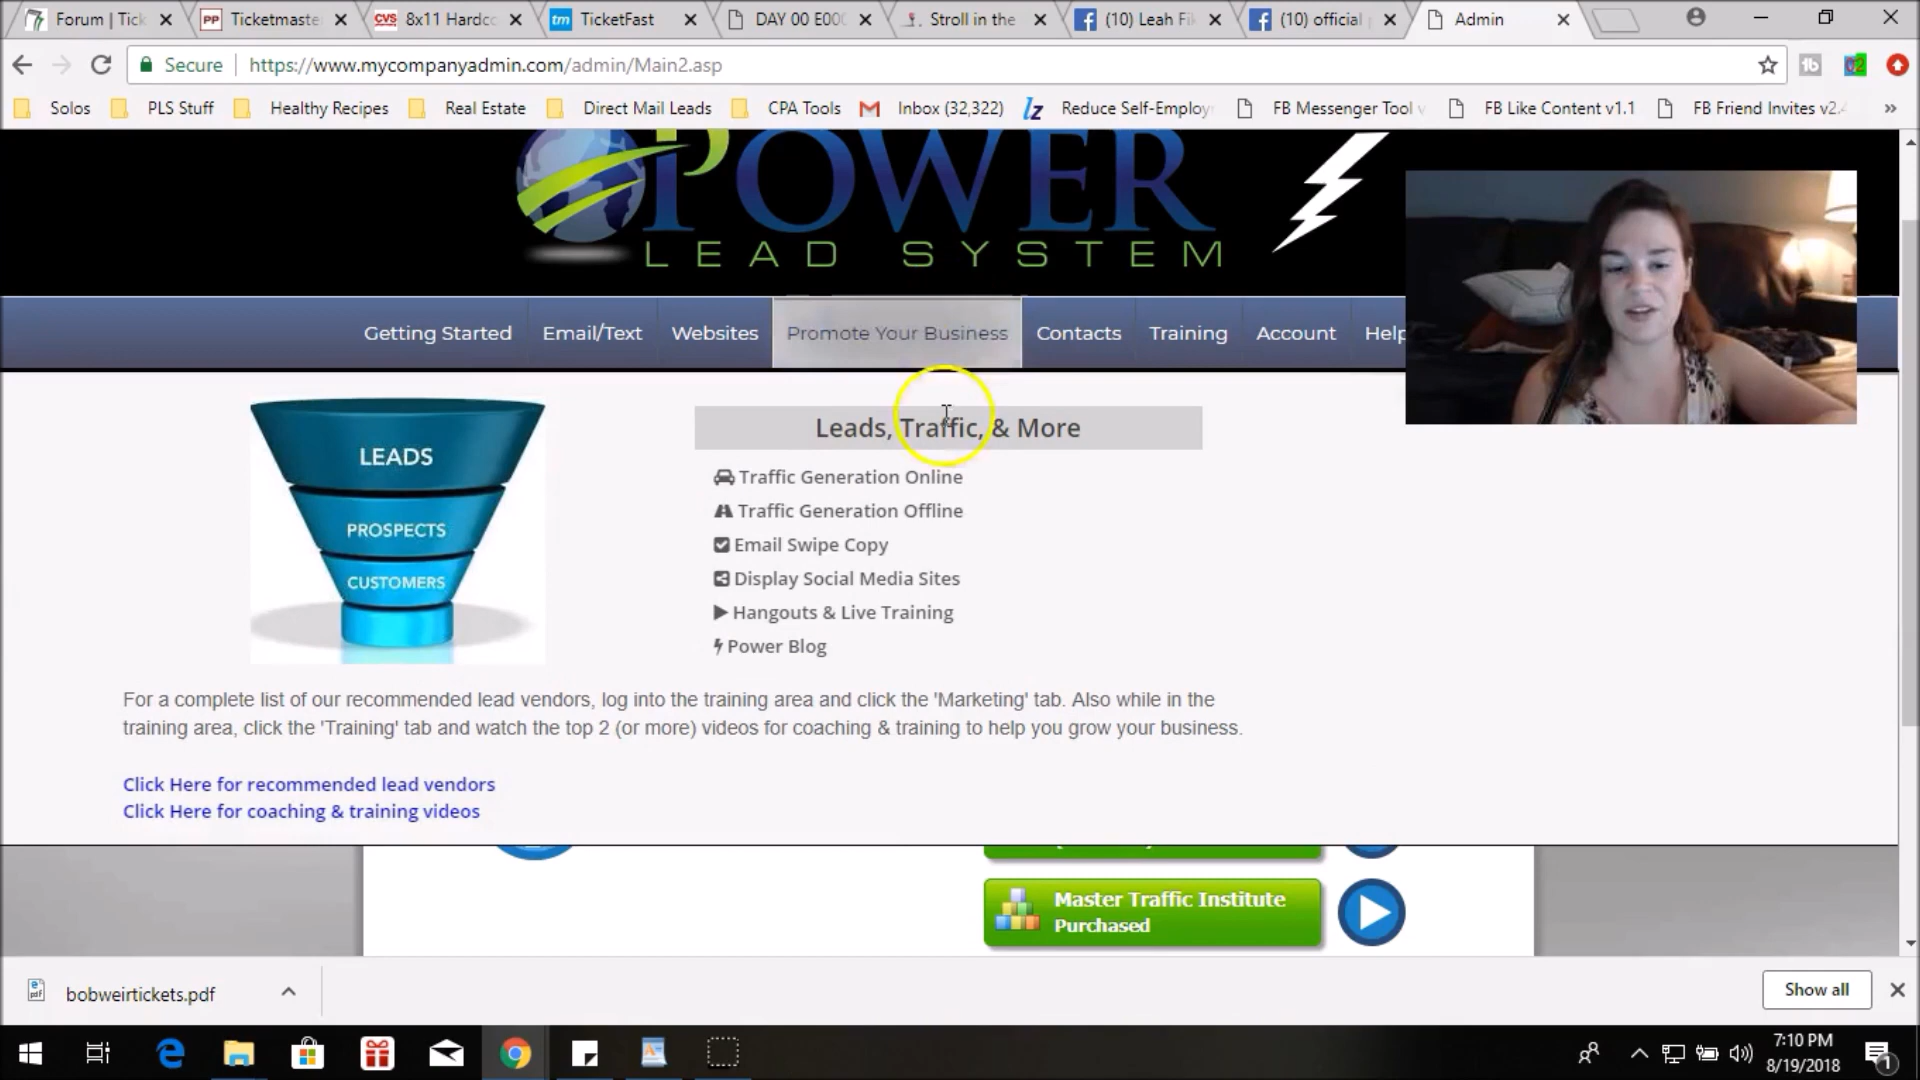 Forum | Tick
Ticketmaste
8x11 Hardco
TicketFast
DAY 00 E00
Stroll in the
(10) Leah Fi
(10) official
Admin
Secure
https://www.mycompanyadmin.com/admin/Main2.asp
Solos
PLS Stuff
Healthy Recipes
Real Estate
Direct Mail Leads
CPA Tools
Inbox (32,322)
Reduce Self-Employ
FB Messenger Tool v
FB Like Content v1.1
FB Friend Invites v2.4
POWER
LEAD SYSTEM
Getting Started
Email/Text
Websites
Promote Your Business
Contacts
Training
Account
Help
LEADS
PROSPECTS
CUSTOMERS
Leads, Traffic, & More
Traffic Generation Online
Traffic Generation Offline
Email Swipe Copy
Display Social Media Sites
Hangouts & Live Training
Power Blog
For a complete list of our recommended lead vendors, log into the training area and click the 'Marketing' tab. Also while in the
training area, click the 'Training' tab and watch the top 2 (or more) videos for coaching & training to help you grow your business.
Click Here for recommended lead vendors
Click Here for coaching & training videos
Master Traffic Institute
Purchased
bobweirtickets.pdf
Show all
7:10 PM
8/19/2018